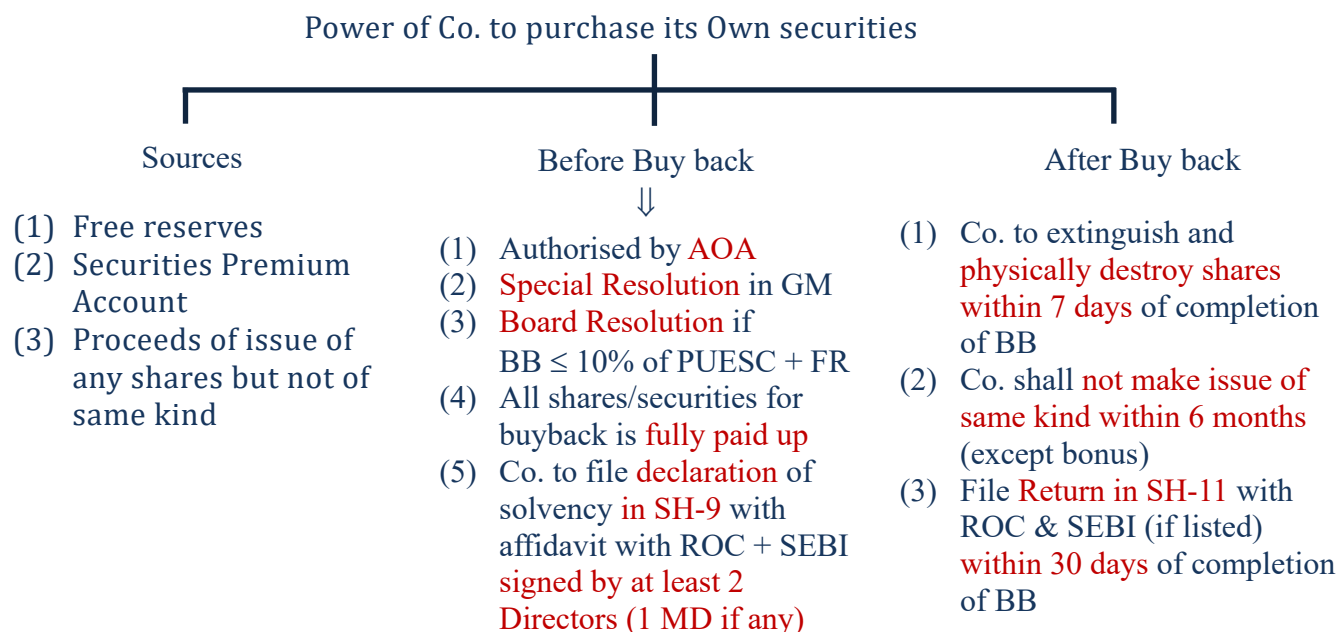 Power of Co. to purchase its Own securities
Sources
(1) Free reserves
(2) Securities Premium
Account
(3) Proceeds of issue of
any shares but not of
same kind
Before Buy back
⇓
(1) Authorised by AOA
(2) Special Resolution in GM
(3) Board Resolution if
BB ≤ 10% of PUESC + FR
(4) All shares/securities for
buyback is fully paid up
(5) Co. to file declaration of
solvency in SH-9 with
affidavit with ROC + SEBI
signed by at least 2
Directors (1 MD if any)
After Buy back
(1) Co. to extinguish and
physically destroy shares
within 7 days of completion
of BB
(2) Co. shall not make issue of
same kind within 6 months
(except bonus)
(3) File Return in SH-11 with
ROC & SEBI (if listed)
within 30 days of completion
of BB